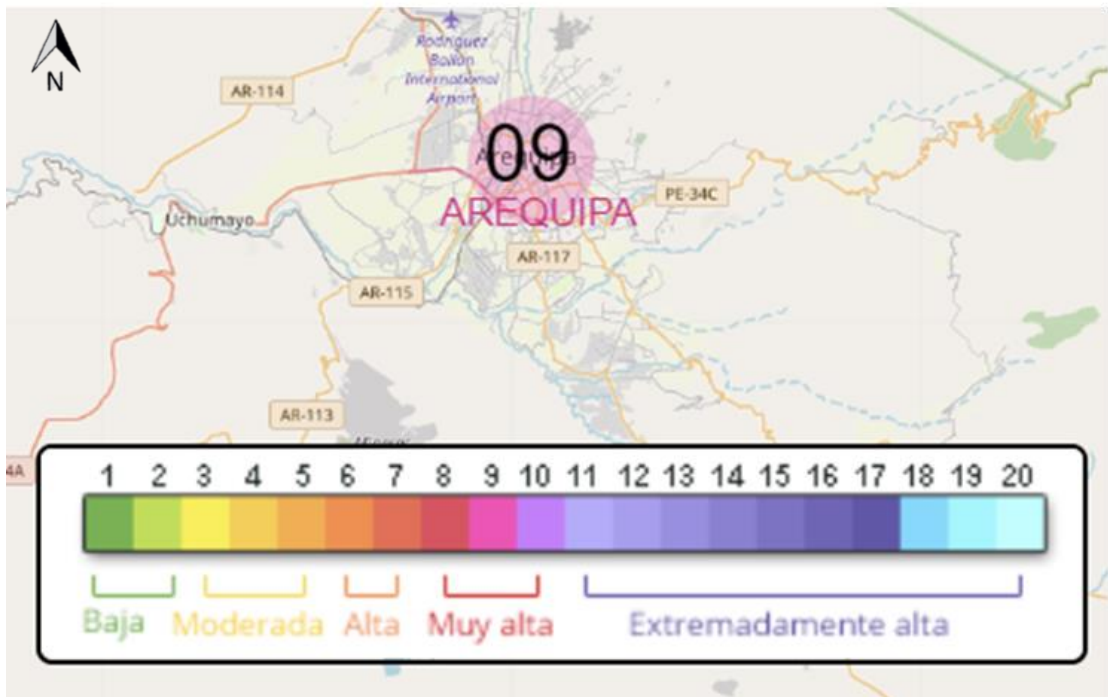 N
Rodriguez
Ballon
International
Airport
AR-114
09
Arequipa
AREQUIPA
PE-34C
Uchumayo
AR-117
AR-115
AR-113
4A
1 2 3 4 5 6 7 8 9 10 11 12 13 14 15 16 17 18 19 20
Baja Moderada Alta Muy alta Extremadamente alta